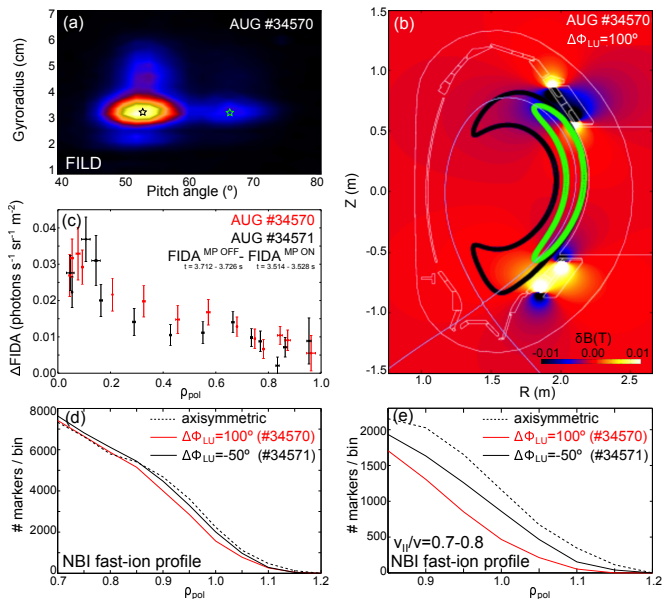 (a)
AUG #34570
Gyroradius (cm)
7
6
5
4
3
2
1
FILD
40
50
60
70
80
Pitch angle (º)
(b)
AUG #34570
ΔΦLU=100º
Z (m)
1.5
1.0
0.5
0.0
-0.5
-1.0
-1.5
δB(T)
-0.01 0.00 0.01
1.0 1.5 2.0 2.5
R (m)
(c)
AUG #34570
AUG #34571
FIDA MP OFF - FIDA MP ON
t = 3.712 - 3.726 s t = 3.514 - 3.528 s
ΔFIDA (photons s-1 sr-1 m-2)
0.04
0.03
0.02
0.01
0.00
0.0 0.2 0.4 0.6 0.8 1.0
ρpol
(d)
axisymmetric
ΔΦLU=100º (#34570)
ΔΦLU=-50º (#34571)
# markers / bin
8000
6000
4000
2000
0
NBI fast-ion profile
0.7 0.8 0.9 1.0 1.1 1.2
ρpol
(e)
axisymmetric
ΔΦLU=100º (#34570)
ΔΦLU=-50º (#34571)
# markers / bin
2000
1500
1000
500
0
v||/v=0.7-0.8
NBI fast-ion profile
0.9 1.0 1.1 1.2
ρpol